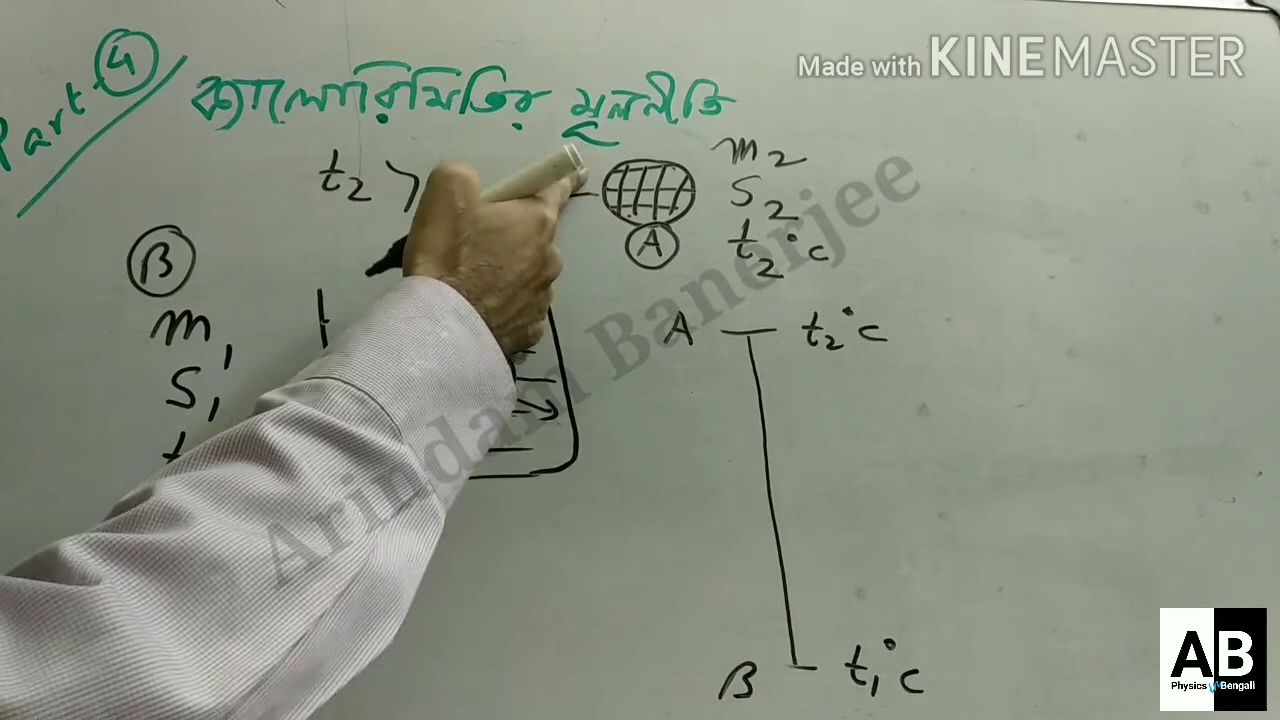 Made with KINEMASTER
Part 4
ক্যালোরিমিতির মূলনীতি
t₂ >
m₂
S₂
t₂°c
A
B
m₁
S₁
A t₂°c
B t₁°c
Arindam Banerjee
AB
Physics In Bengali